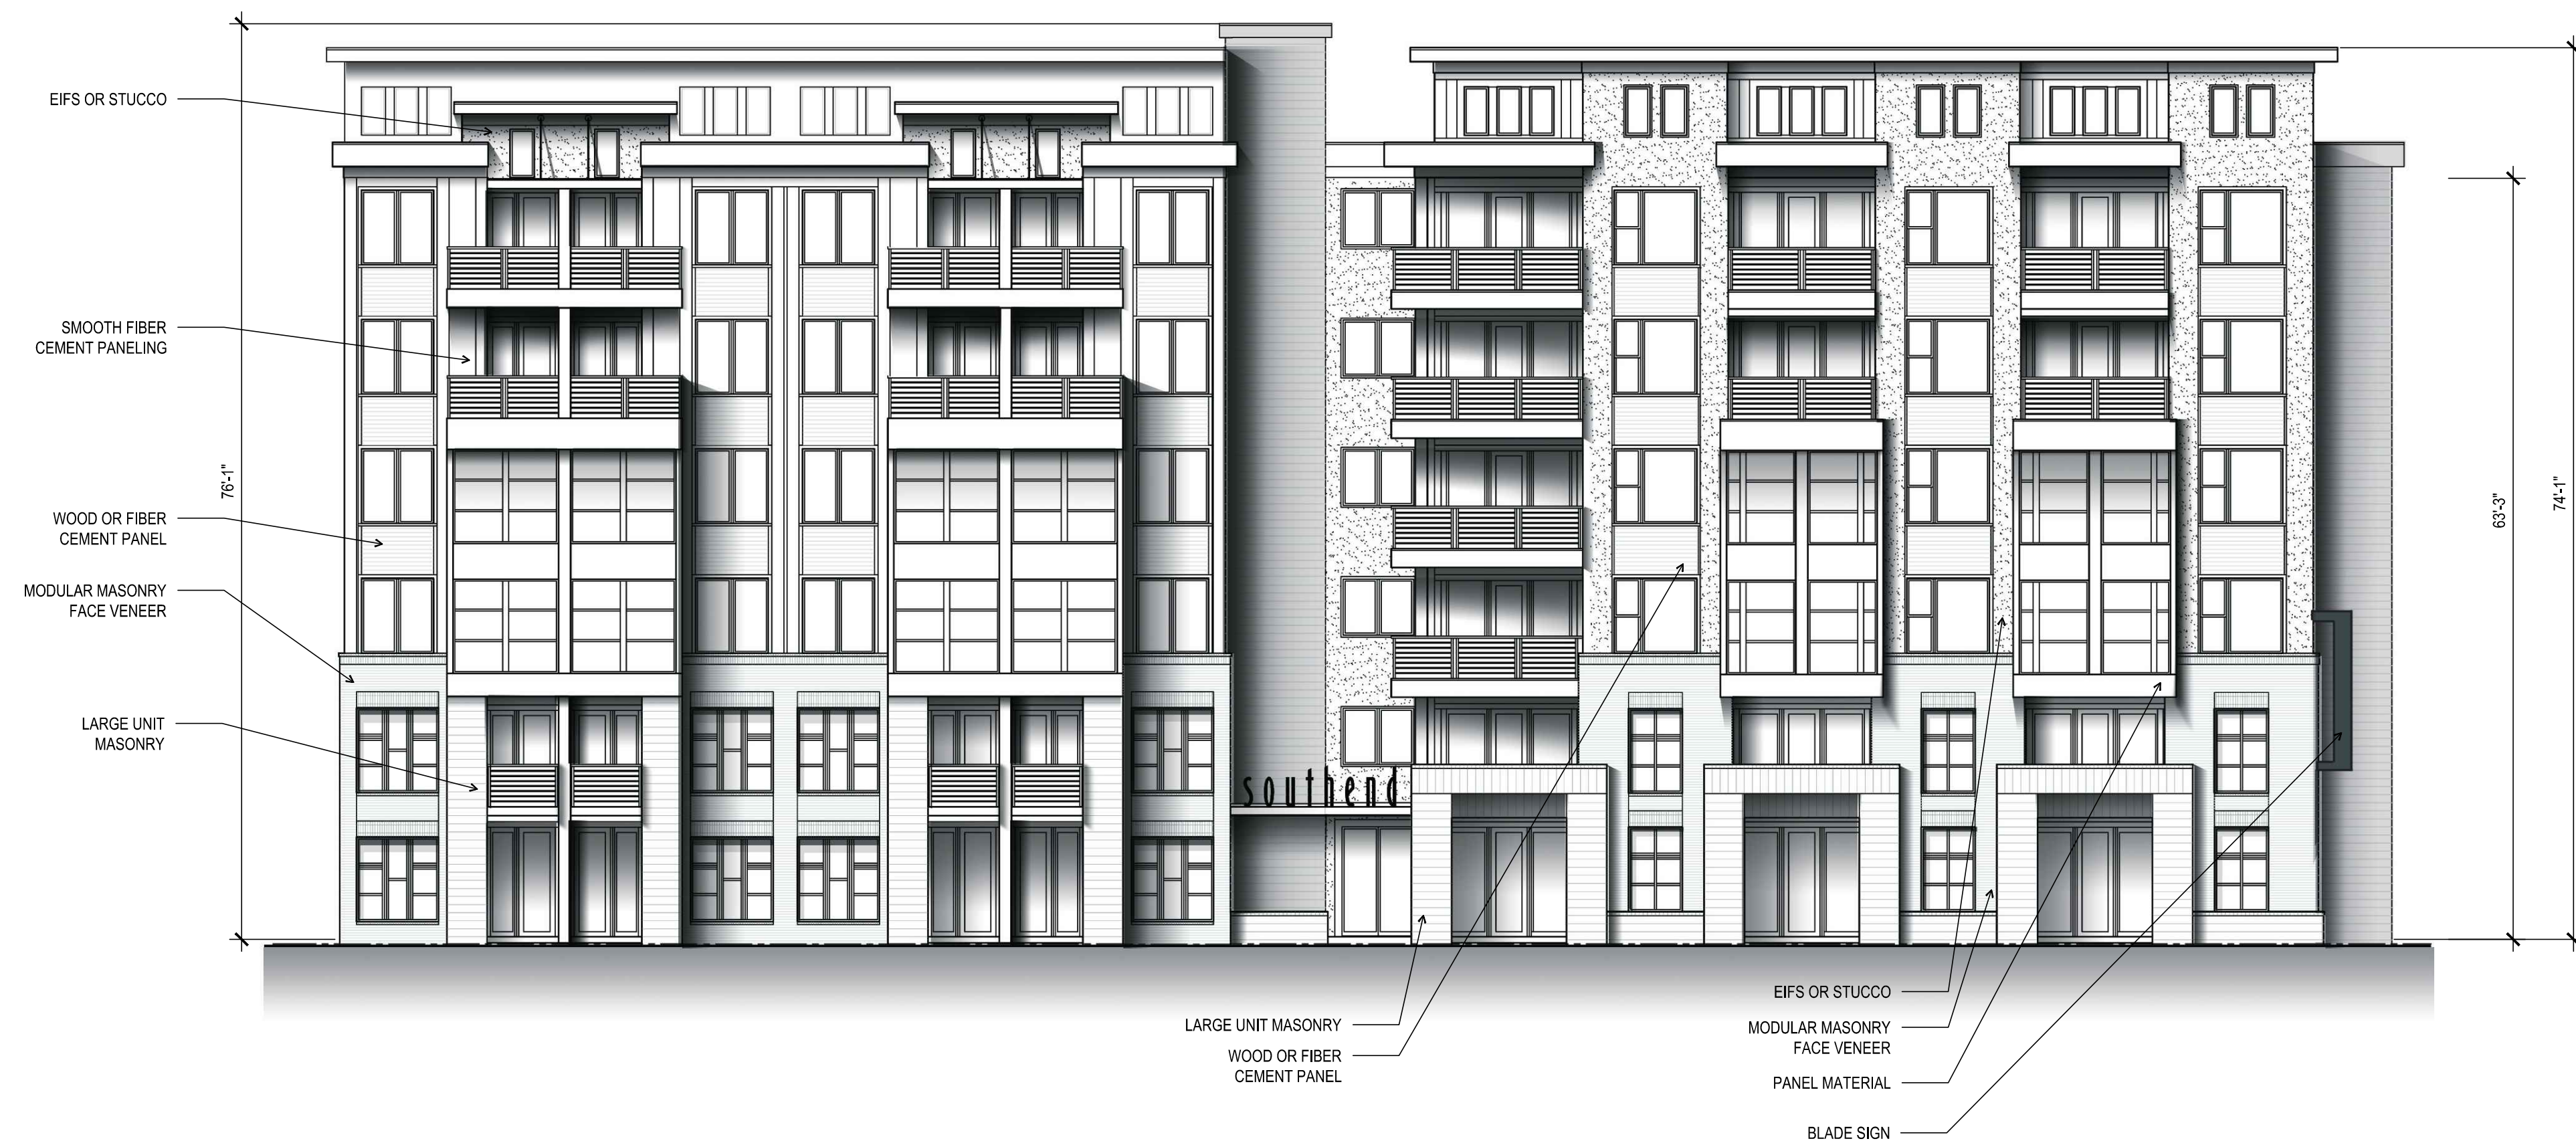 EIFS OR STUCCO
SMOOTH FIBER
CEMENT PANELING
76'-1"
WOOD OR FIBER
CEMENT PANEL
MODULAR MASONRY
FACE VENEER
LARGE UNIT
MASONRY
southend
63'-3"
74'-1"
LARGE UNIT MASONRY
WOOD OR FIBER
CEMENT PANEL
EIFS OR STUCCO
MODULAR MASONRY
FACE VENEER
PANEL MATERIAL
BLADE SIGN